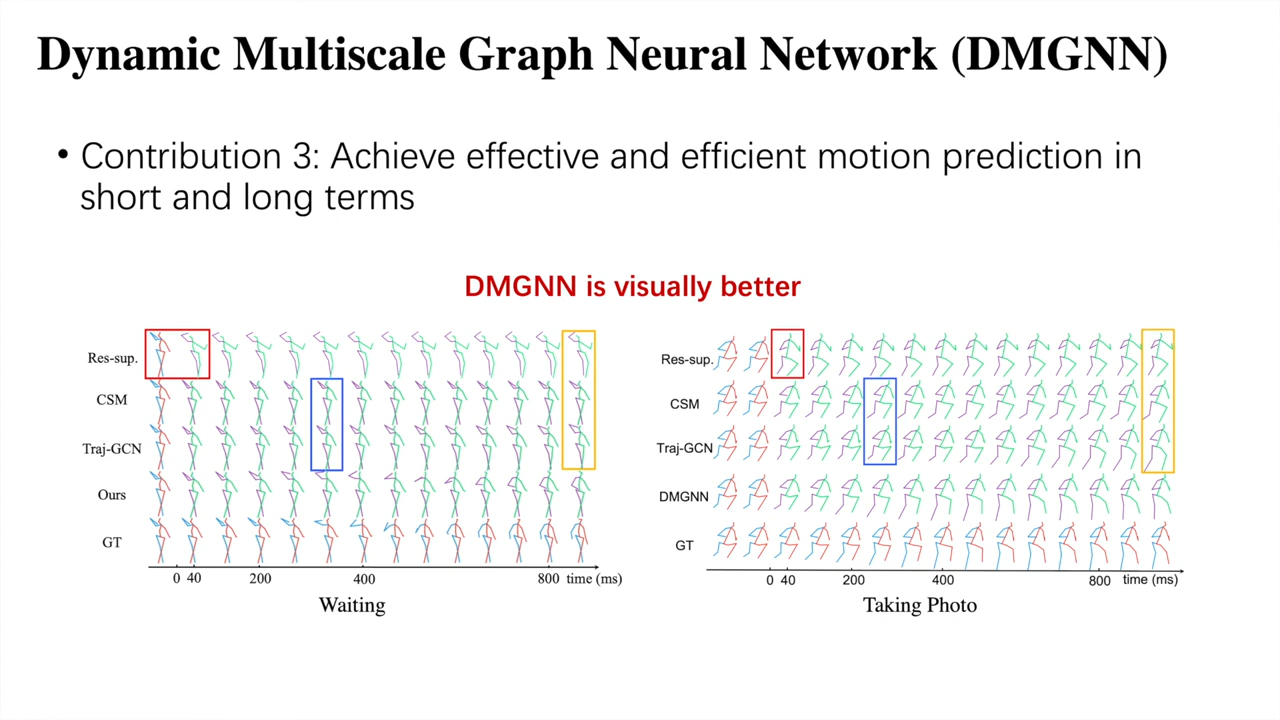 Dynamic Multiscale Graph Neural Network (DMGNN)
• Contribution 3: Achieve effective and efficient motion prediction in
short and long terms
DMGNN is visually better
Res-sup.
CSM
Traj-GCN
Ours
GT
0 40 200 400 800 time (ms)
Waiting
Res-sup.
CSM
Traj-GCN
DMGNN
GT
0 40 200 400 800 time (ms)
Taking Photo